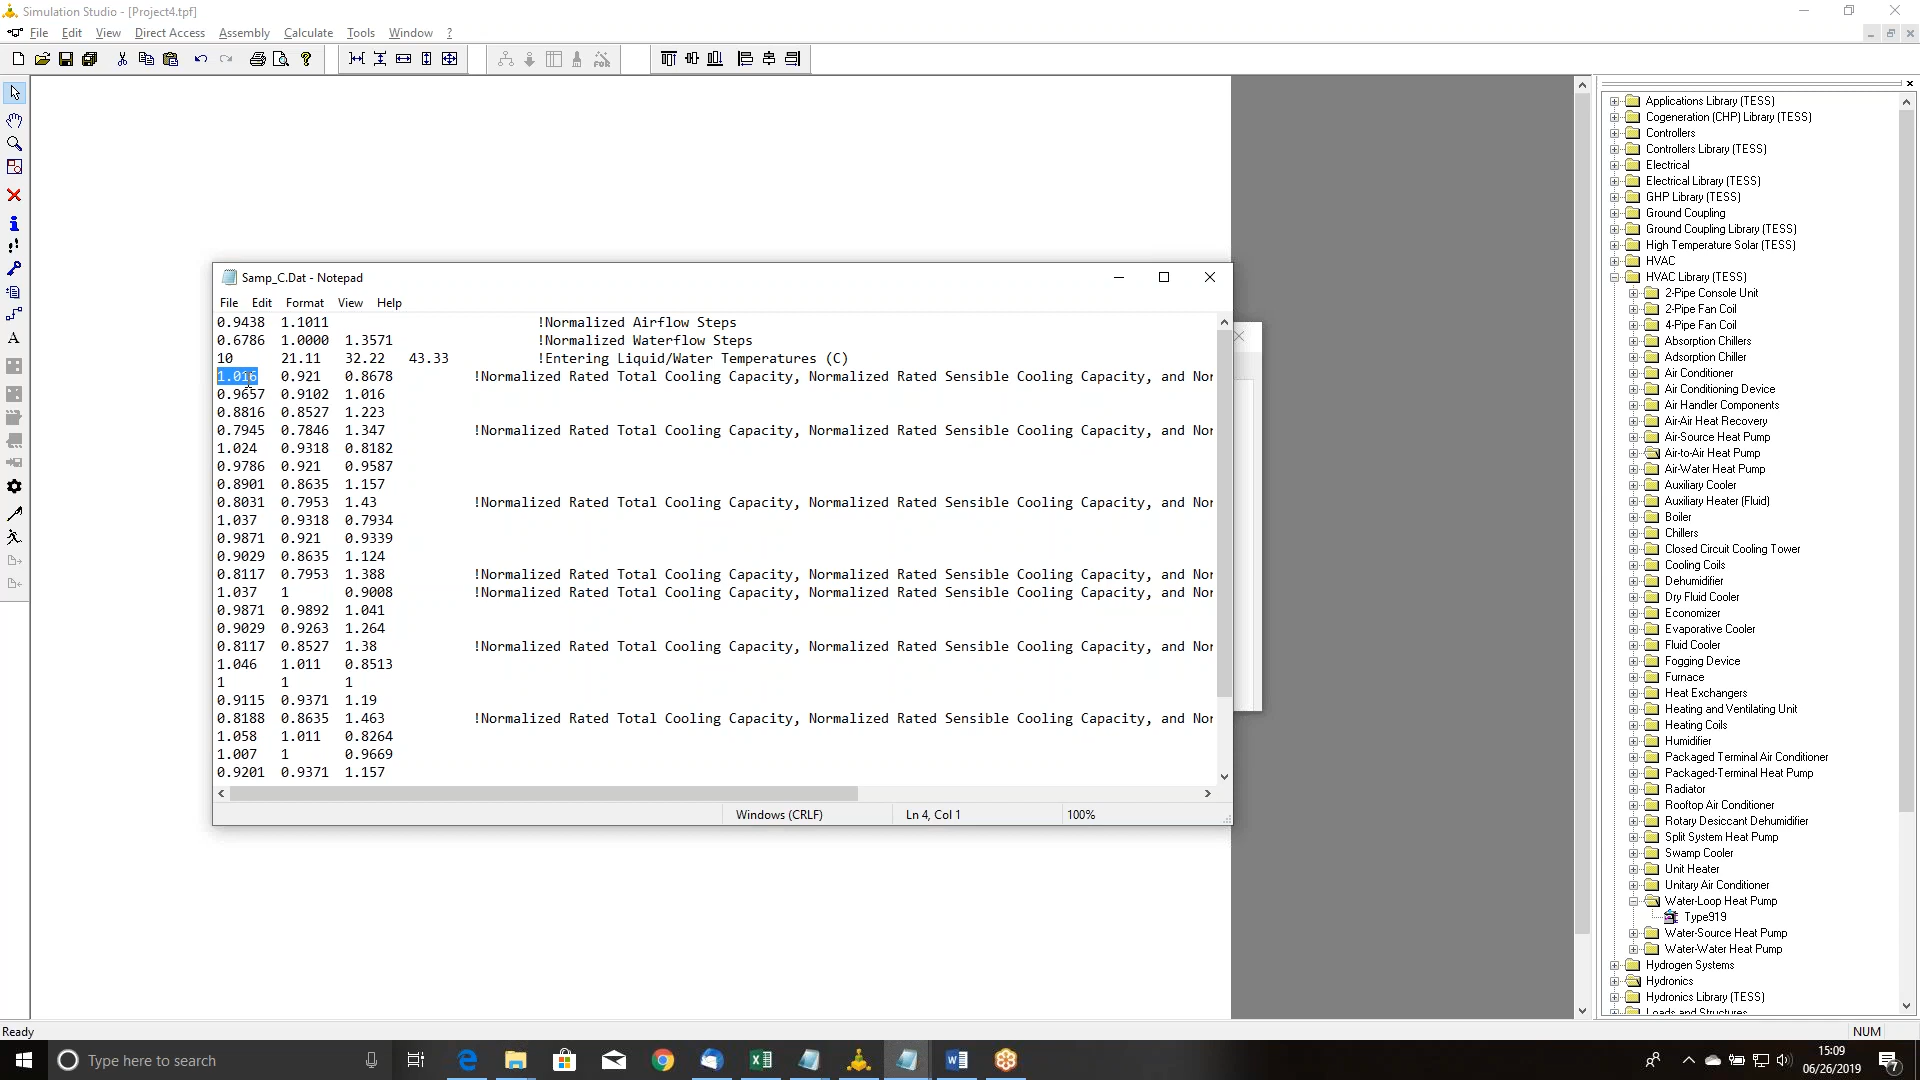 Simulation Studio - [Project4.tpf]
File Edit View Direct Access Assembly Calculate Tools Window ?
FOR
Applications Library (TESS)
Cogeneration (CHP) Library (TESS)
Controllers
Controllers Library (TESS)
Electrical
Electrical Library (TESS)
GHP Library (TESS)
Ground Coupling
Ground Coupling Library (TESS)
High Temperature Solar (TESS)
HVAC
HVAC Library (TESS)
2-Pipe Console Unit
2-Pipe Fan Coil
4-Pipe Fan Coil
Absorption Chillers
Adsorption Chiller
Air Conditioner
Air Conditioning Device
Air Handler Components
Air-Air Heat Recovery
Air-Source Heat Pump
Air-to-Air Heat Pump
Air-Water Heat Pump
Auxiliary Cooler
Auxiliary Heater (Fluid)
Boiler
Chillers
Closed Circuit Cooling Tower
Cooling Coils
Dehumidifier
Dry Fluid Cooler
Economizer
Evaporative Cooler
Fluid Cooler
Fogging Device
Furnace
Heat Exchangers
Heating and Ventilating Unit
Heating Coils
Humidifier
Packaged Terminal Air Conditioner
Packaged-Terminal Heat Pump
Radiator
Rooftop Air Conditioner
Rotary Desiccant Dehumidifier
Split System Heat Pump
Swamp Cooler
Unit Heater
Unitary Air Conditioner
Water-Loop Heat Pump
Type919
Water-Source Heat Pump
Water-Water Heat Pump
Hydrogen Systems
Hydronics
Hydronics Library (TESS)
Loads and Structures
Samp_C.Dat - Notepad
File Edit Format View Help
0.9438 1.1011 !Normalized Airflow Steps
0.6786 1.0000 1.3571 !Normalized Waterflow Steps
10 21.11 32.22 43.33 !Entering Liquid/Water Temperatures (C)
1.016 0.921 0.8678 !Normalized Rated Total Cooling Capacity, Normalized Rated Sensible Cooling Capacity, and Nor
0.9657 0.9102 1.016
0.8816 0.8527 1.223
0.7945 0.7846 1.347 !Normalized Rated Total Cooling Capacity, Normalized Rated Sensible Cooling Capacity, and Nor
1.024 0.9318 0.8182
0.9786 0.921 0.9587
0.8901 0.8635 1.157
0.8031 0.7953 1.43 !Normalized Rated Total Cooling Capacity, Normalized Rated Sensible Cooling Capacity, and Nor
1.037 0.9318 0.7934
0.9871 0.921 0.9339
0.9029 0.8635 1.124
0.8117 0.7953 1.388 !Normalized Rated Total Cooling Capacity, Normalized Rated Sensible Cooling Capacity, and Nor
1.037 1 0.9008 !Normalized Rated Total Cooling Capacity, Normalized Rated Sensible Cooling Capacity, and Nor
0.9871 0.9892 1.041
0.9029 0.9263 1.264
0.8117 0.8527 1.38 !Normalized Rated Total Cooling Capacity, Normalized Rated Sensible Cooling Capacity, and Nor
1.046 1.011 0.8513
1 1 1
0.9115 0.9371 1.19
0.8188 0.8635 1.463 !Normalized Rated Total Cooling Capacity, Normalized Rated Sensible Cooling Capacity, and Nor
1.058 1.011 0.8264
1.007 1 0.9669
0.9201 0.9371 1.157
Windows (CRLF) Ln 4, Col 1 100%
Ready NUM
Type here to search
15:09
06/26/2019
7